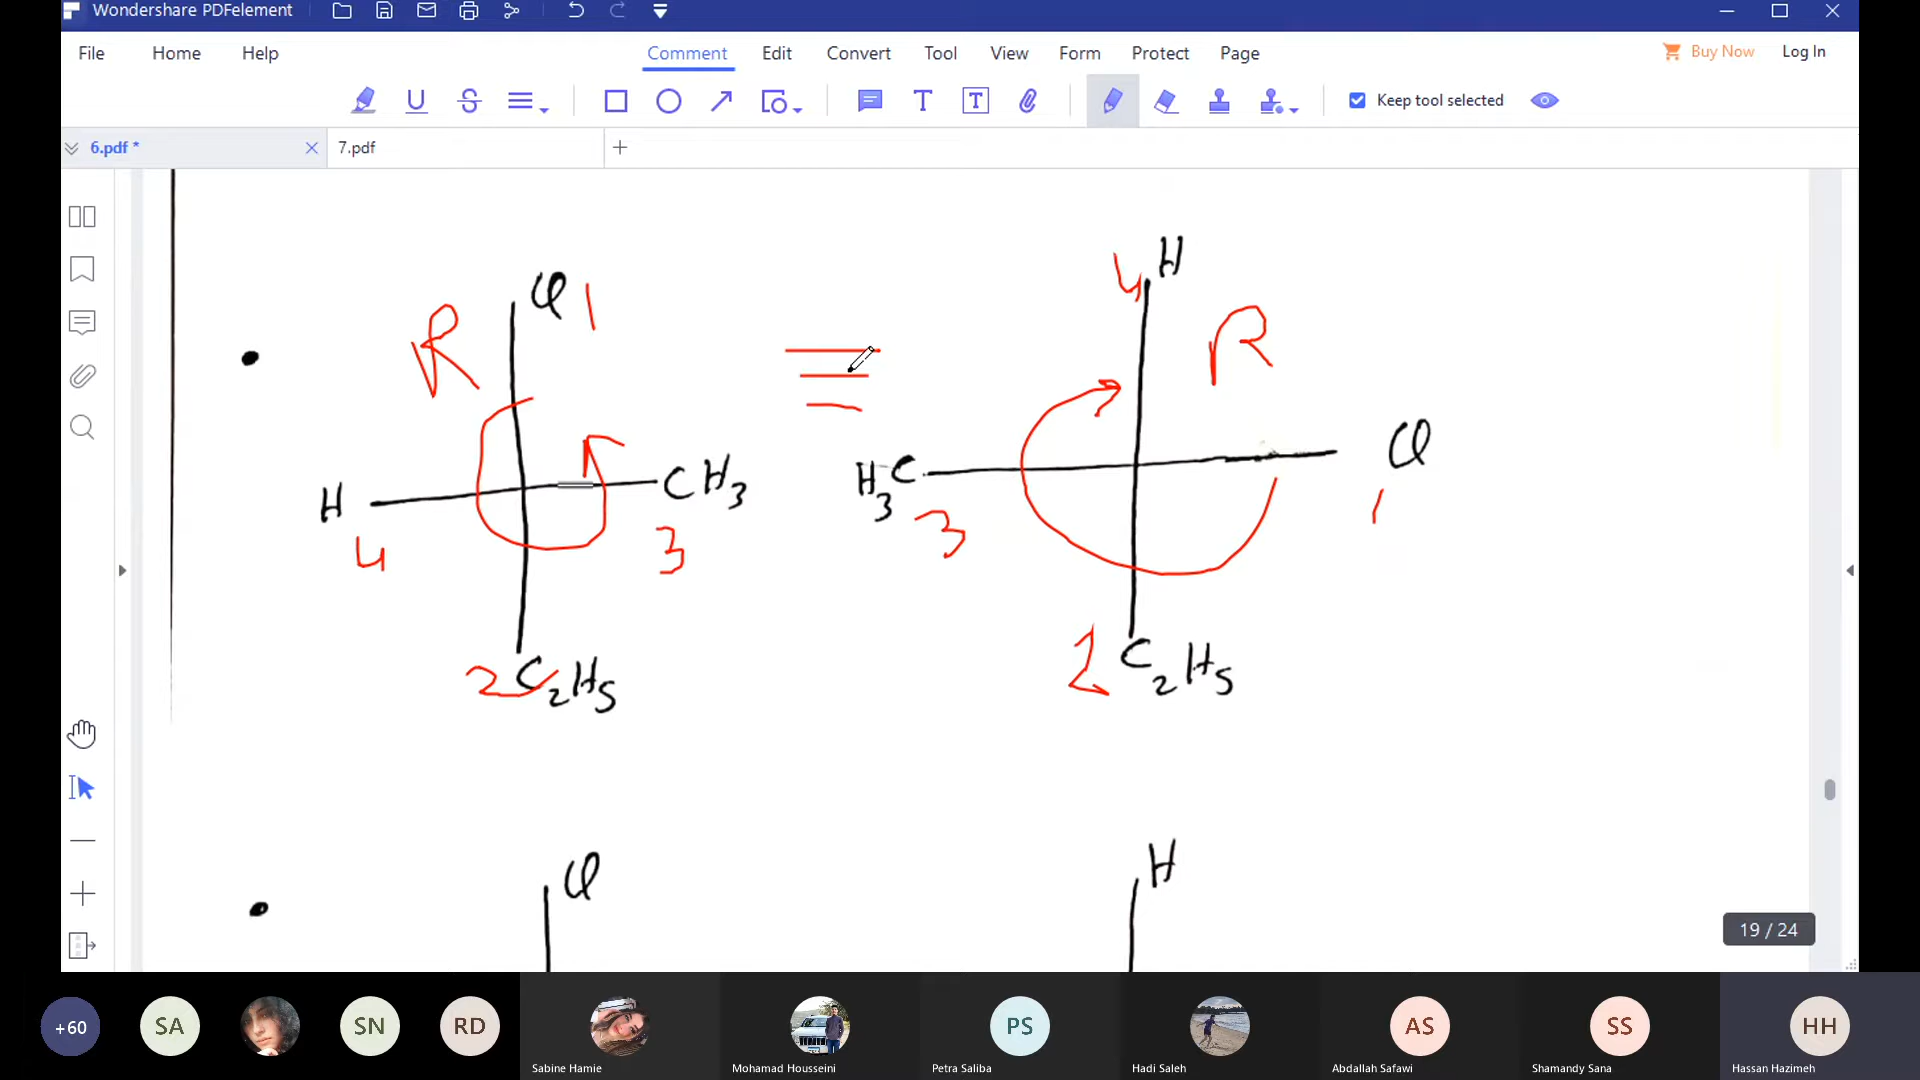 Wondershare PDFelement
File Home Help Comment Edit Convert Tool View Form Protect Page Buy Now Log In
Keep tool selected
6.pdf * 7.pdf
H
4
Cl 1
R
R
Cl
1
H CH3
4 3
H3C
3
2 C2H5
2 C2H5
Cl
H
19 / 24
+60 SA SN RD PS AS SS HH
Sabine Hamie Mohamad Housseini Petra Saliba Hadi Saleh Abdallah Safawi Shamandy Sana Hassan Hazimeh